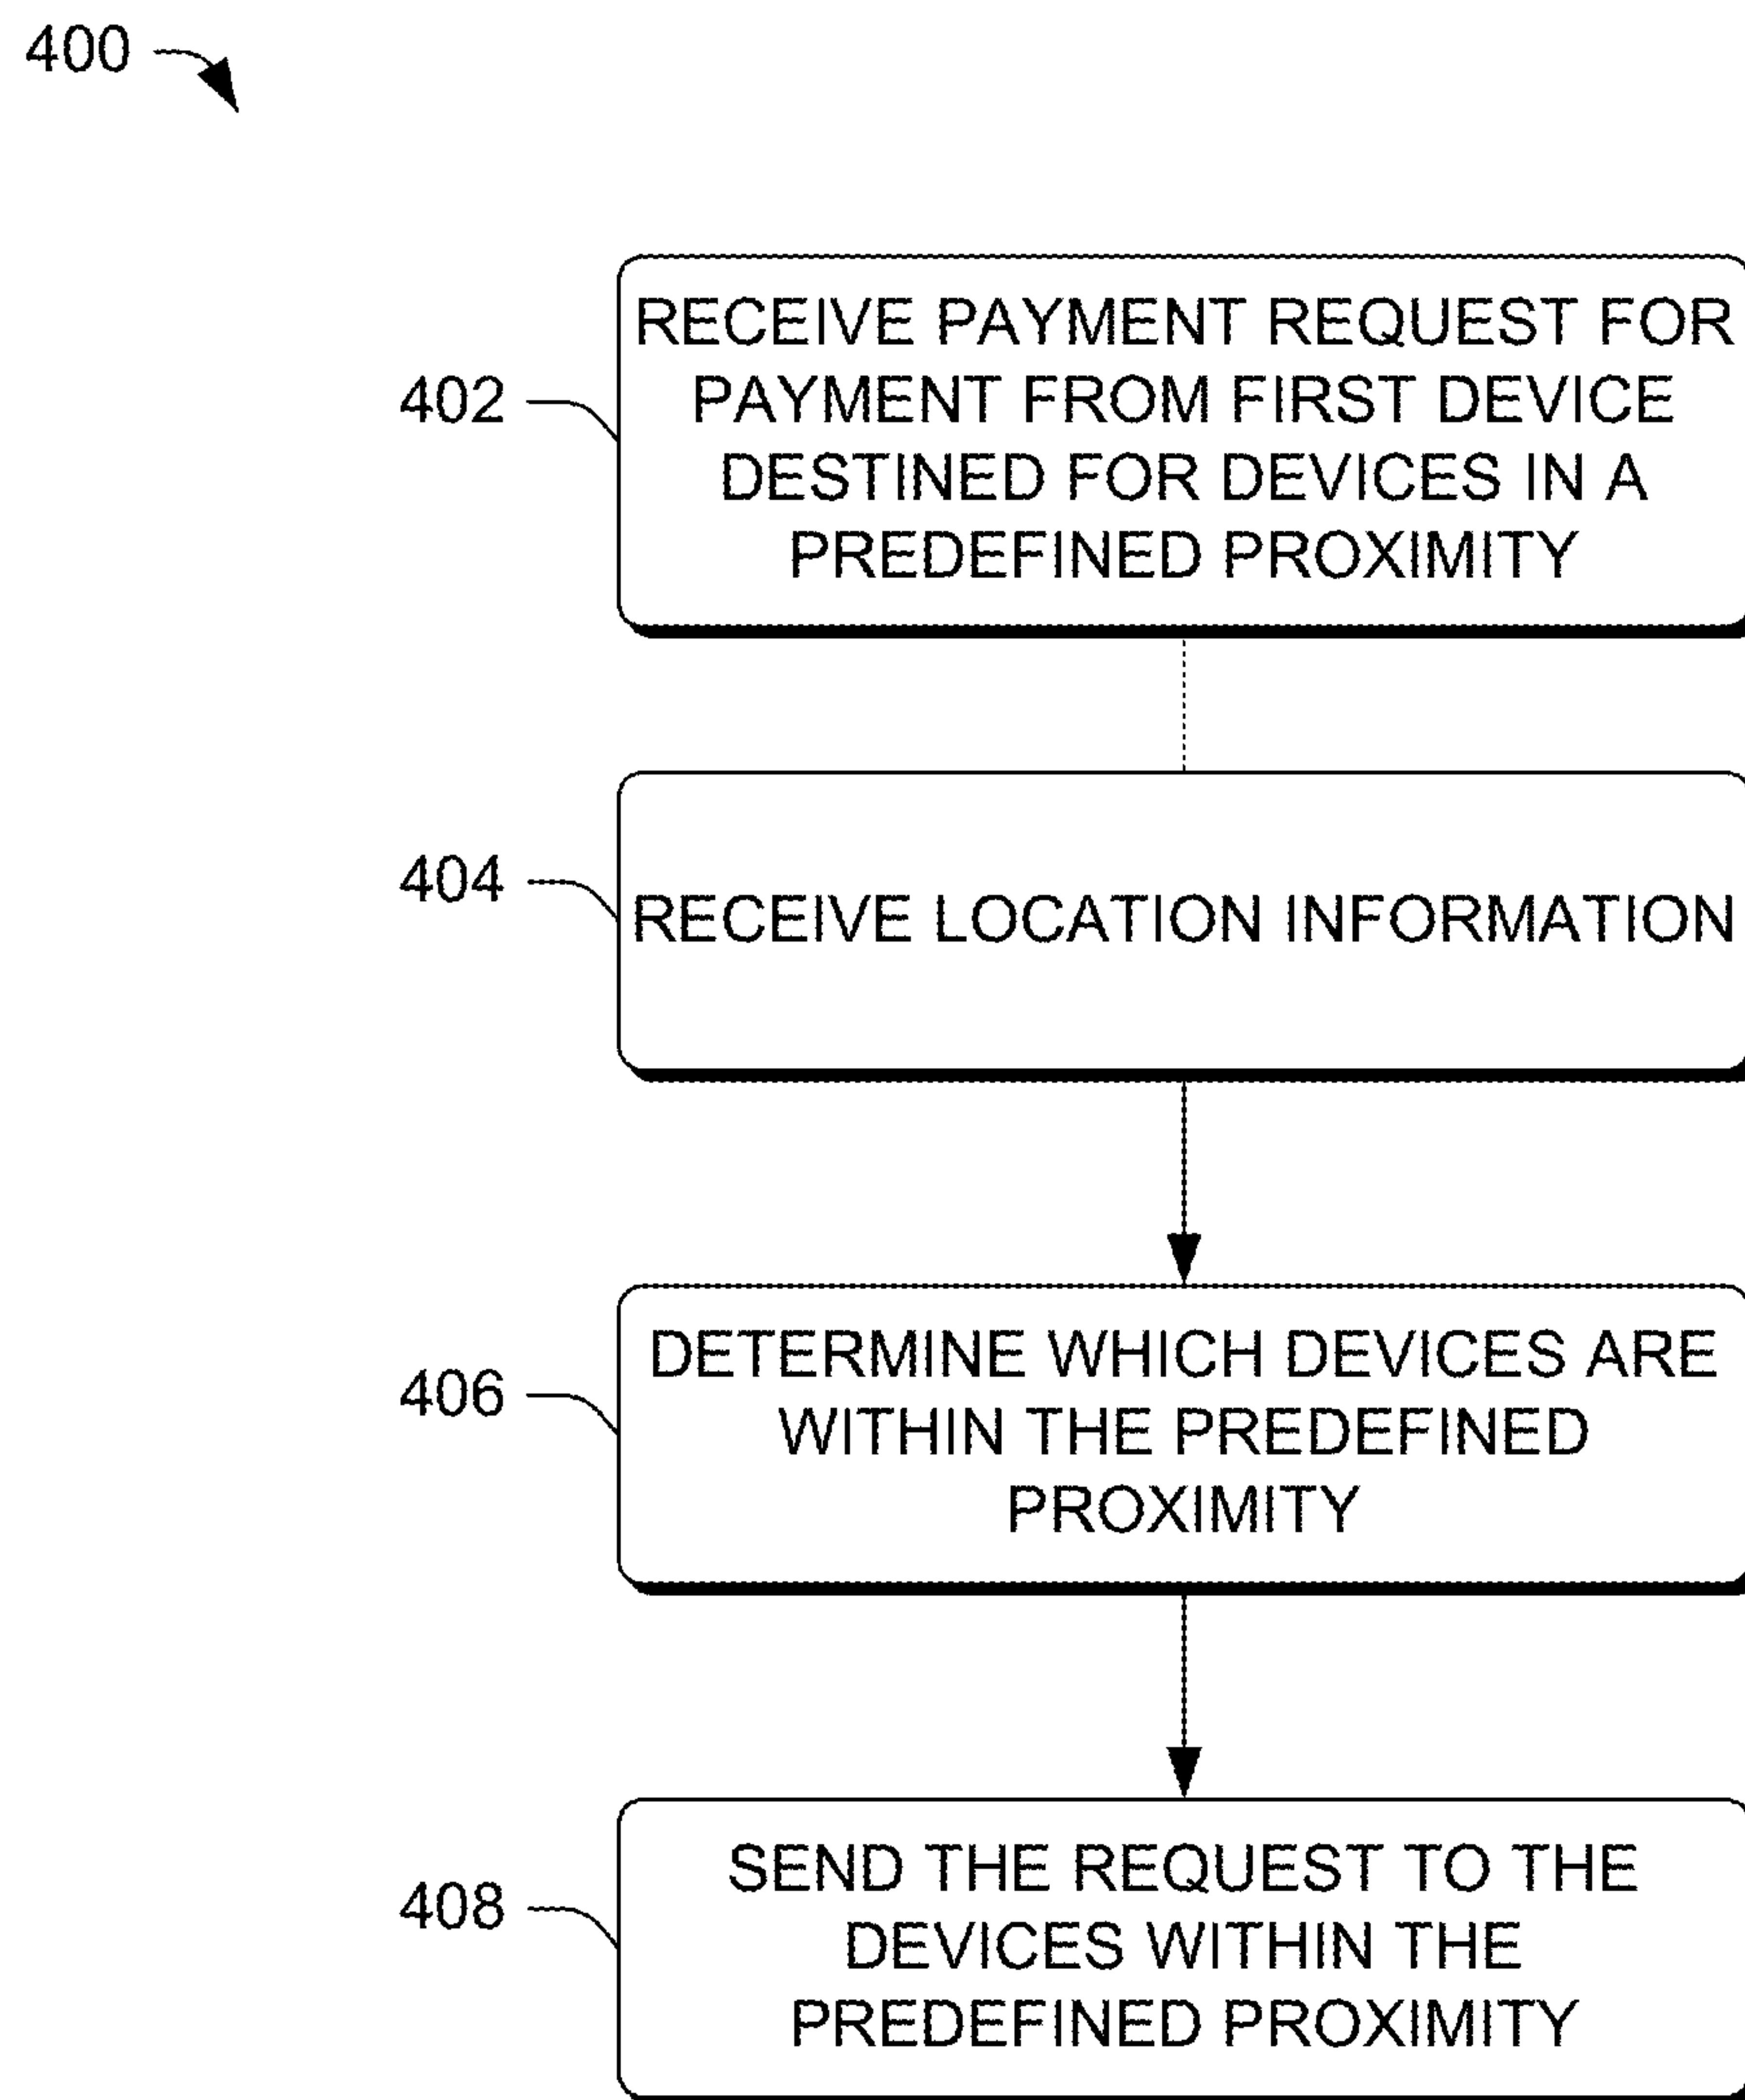 400
402
RECEIVE PAYMENT REQUEST FOR
PAYMENT FROM FIRST DEVICE
DESTINED FOR DEVICES IN A
PREDEFINED PROXIMITY
404
RECEIVE LOCATION INFORMATION
406
DETERMINE WHICH DEVICES ARE
WITHIN THE PREDEFINED
PROXIMITY
408
SEND THE REQUEST TO THE
DEVICES WITHIN THE
PREDEFINED PROXIMITY